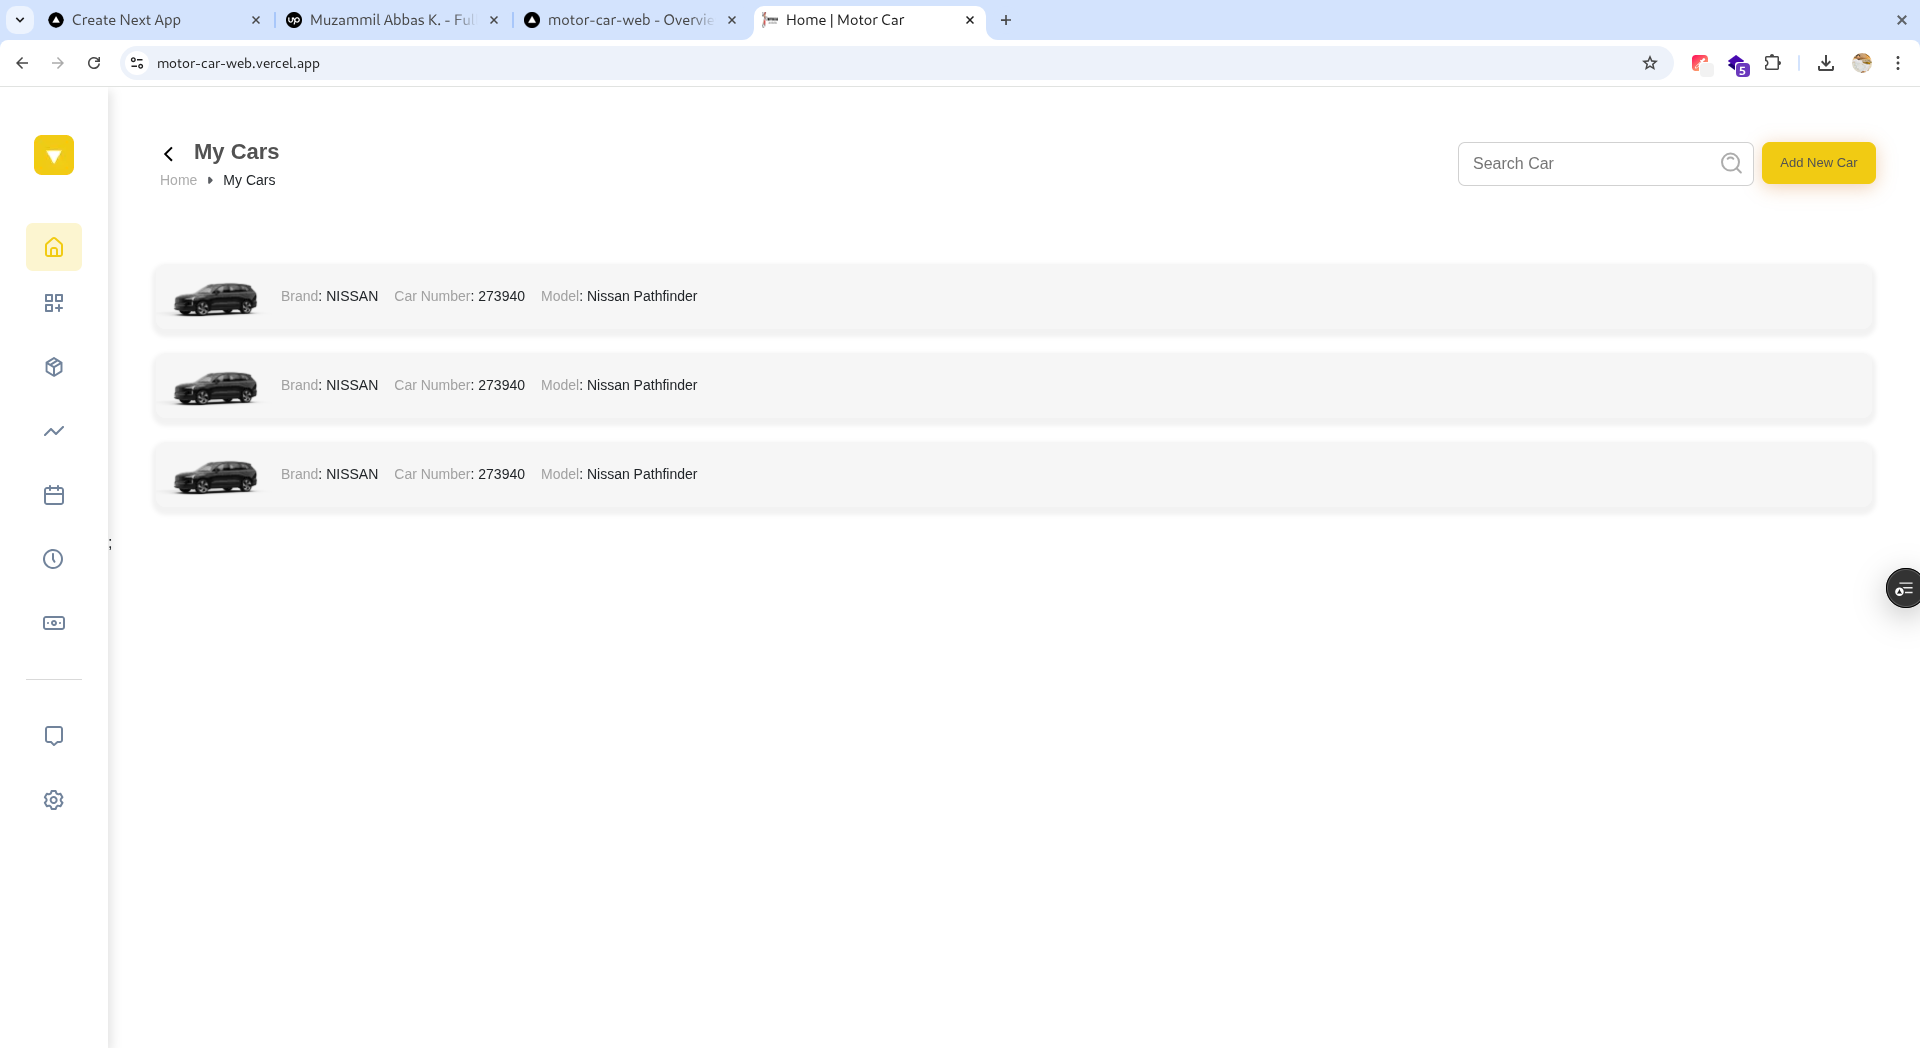 Create Next App
Muzammil Abbas K. - Ful
motor-car-web - Overvie
Home | Motor Car
motor-car-web.vercel.app
5
My Cars
Home My Cars
Search Car
Add New Car
Brand: NISSAN Car Number: 273940 Model: Nissan Pathfinder
Brand: NISSAN Car Number: 273940 Model: Nissan Pathfinder
Brand: NISSAN Car Number: 273940 Model: Nissan Pathfinder
;